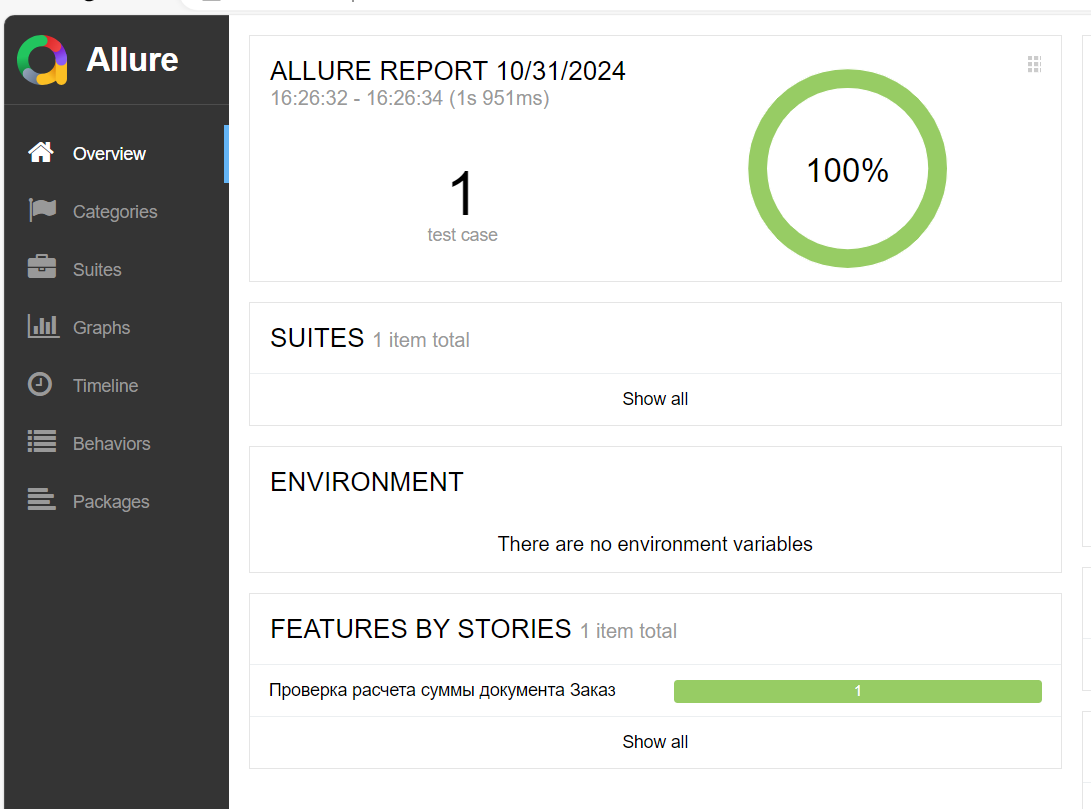 Allure
Overview
Categories
Suites
Graphs
Timeline
Behaviors
Packages
ALLURE REPORT 10/31/2024
16:26:32 - 16:26:34 (1s 951ms)
1
test case
100%
SUITES 1 item total
Show all
ENVIRONMENT
There are no environment variables
FEATURES BY STORIES 1 item total
Проверка расчета суммы документа Заказ 1
Show all